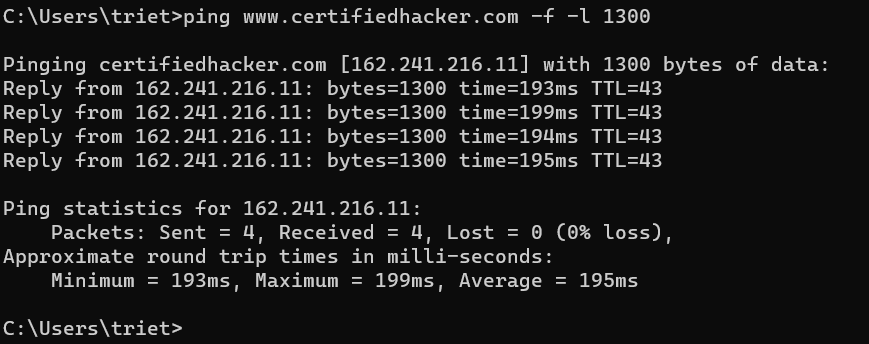 C:\Users\triet>ping www.certifiedhacker.com -f -l 1300
Pinging certifiedhacker.com [162.241.216.11] with 1300 bytes of data:
Reply from 162.241.216.11: bytes=1300 time=193ms TTL=43
Reply from 162.241.216.11: bytes=1300 time=199ms TTL=43
Reply from 162.241.216.11: bytes=1300 time=194ms TTL=43
Reply from 162.241.216.11: bytes=1300 time=195ms TTL=43
Ping statistics for 162.241.216.11:
    Packets: Sent = 4, Received = 4, Lost = 0 (0% loss),
Approximate round trip times in milli-seconds:
    Minimum = 193ms, Maximum = 199ms, Average = 195ms
C:\Users\triet>